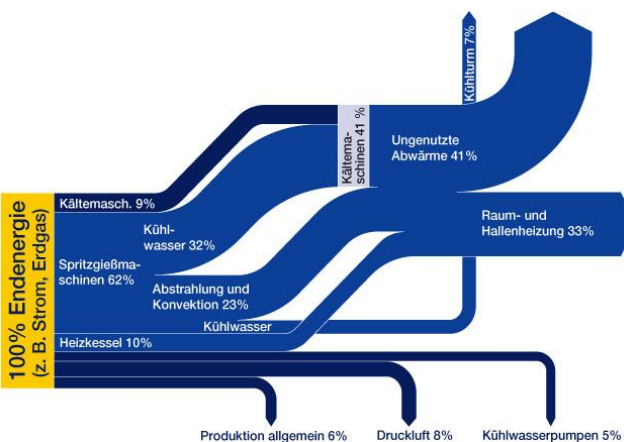 100% Endenergie
(z. B. Strom, Erdgas)
Kältemasch. 9%
Kühl-
wasser 32%
Spritzgießma-
schinen 62%
Abstrahlung und
Konvektion 23%
Kühlwasser
Heizkessel 10%
Kältema-
schinen 41 %
Ungenutzte
Abwärme 41%
Kühlturm 7%
Raum- und
Hallenheizung 33%
Produktion allgemein 6%
Druckluft 8%
Kühlwasserpumpen 5%